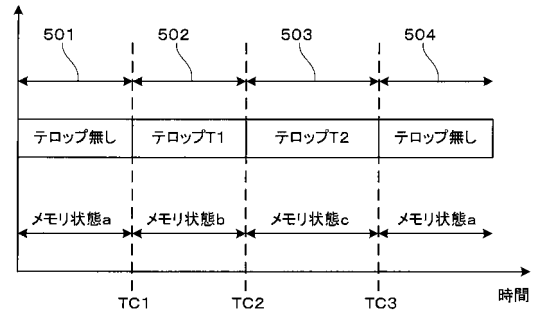 501 502 503 504
テロップ無し テロップT1 テロップT2 テロップ無し
メモリ状態a メモリ状態b メモリ状態c メモリ状態a
TC1 TC2 TC3 時間